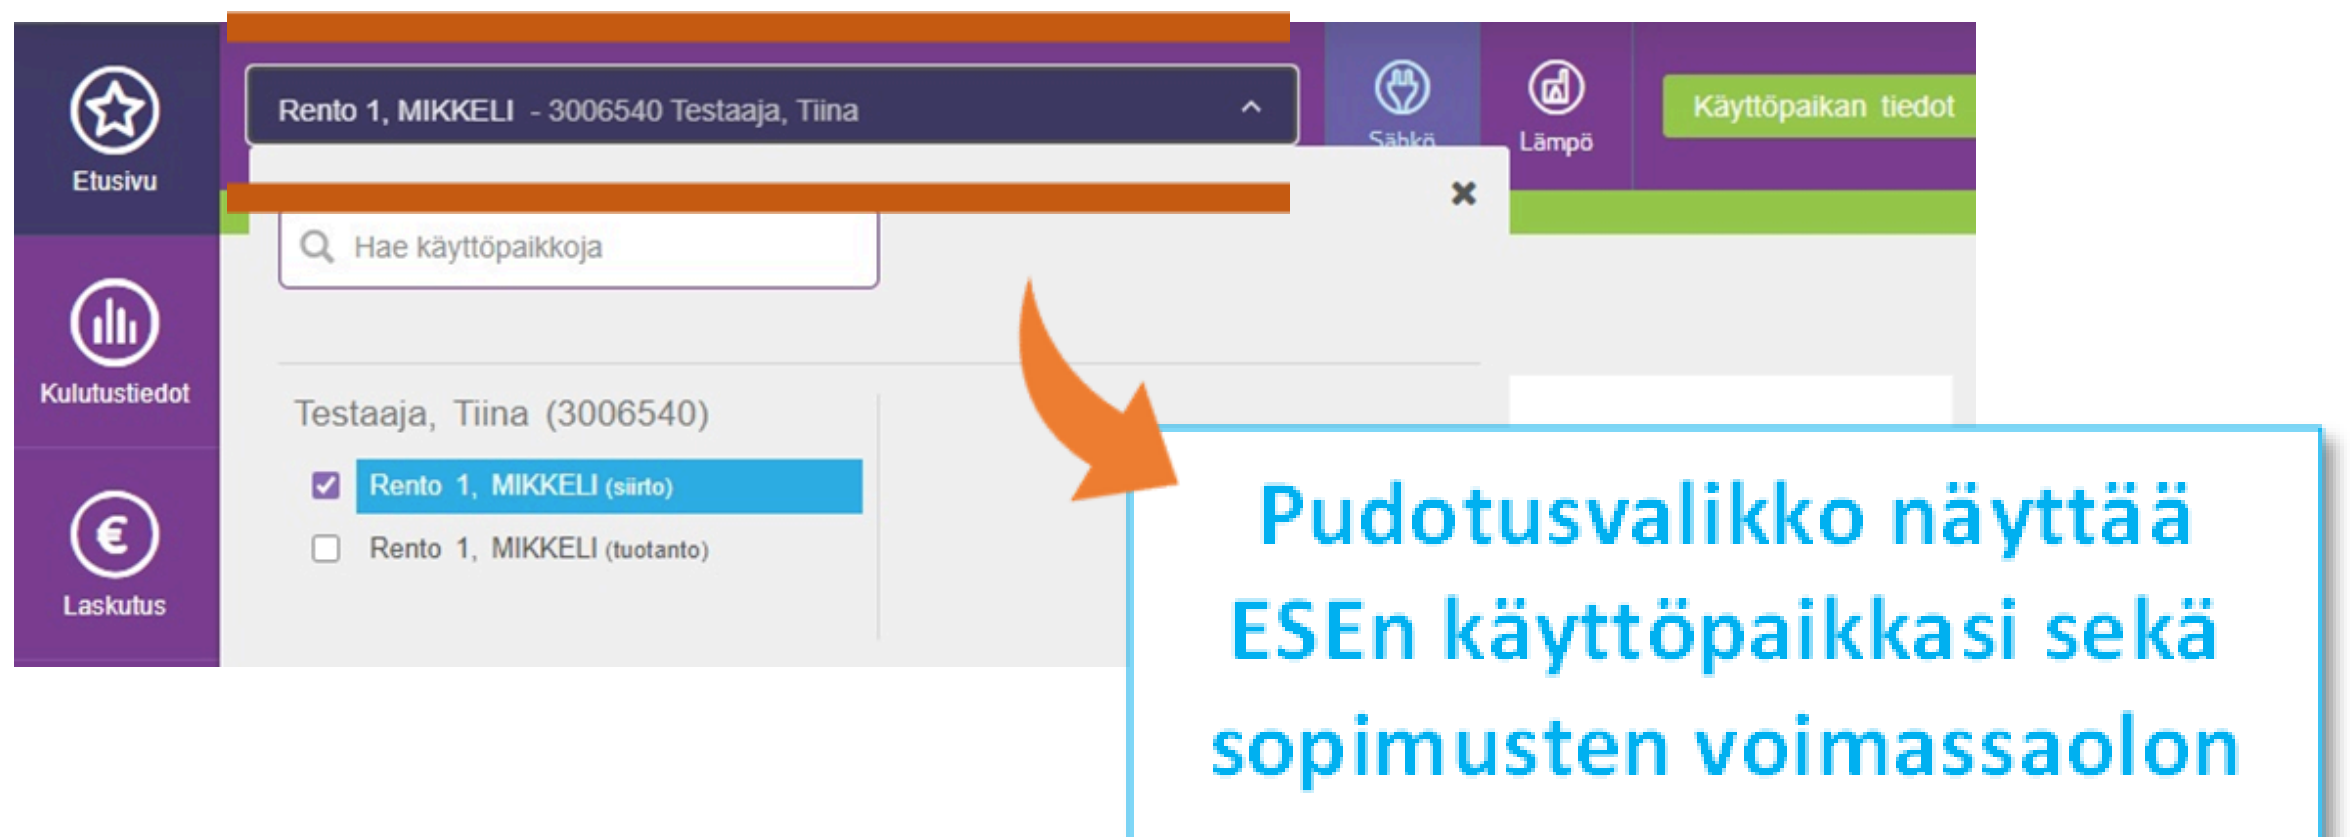 Rento 1, MIKKELI - 3006540 Testaaja, Tiina
Sähkö
Lämpö
Käyttöpaikan tiedot
Etusivu
Kulutustiedot
Laskutus
Hae käyttöpaikkoja
Testaaja, Tiina (3006540)
Rento 1, MIKKELI (siirto)
Rento 1, MIKKELI (tuotanto)
Pudotusvalikko näyttää
ESEn käyttöpaikkasi sekä
sopimusten voimassaolon